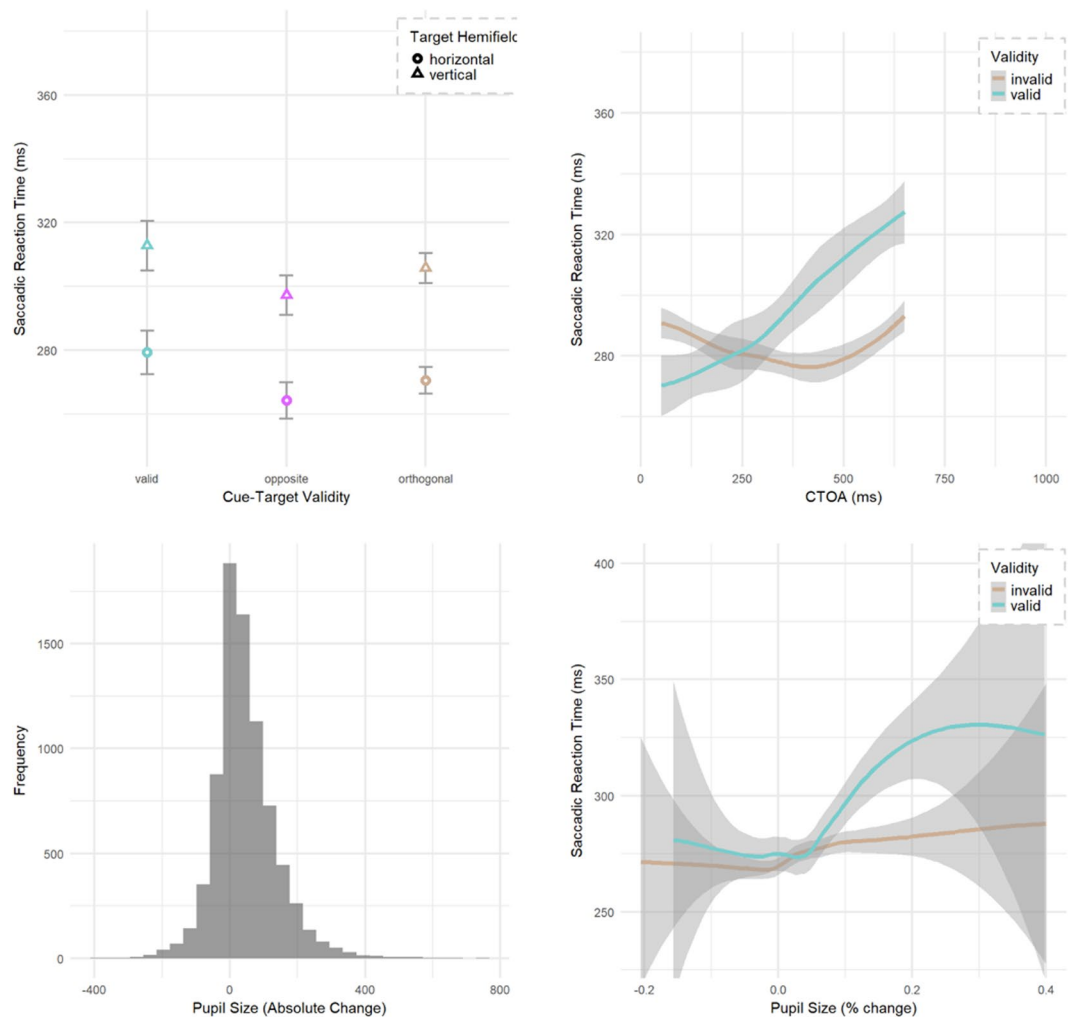 Target Hemifield
horizontal
vertical
360
320
280
Saccadic Reaction Time (ms)
valid
opposite
orthogonal
Cue-Target Validity
Validity
invalid
valid
360
320
280
Saccadic Reaction Time (ms)
0
250
500
750
1000
CTOA (ms)
1500
1000
500
0
Frequency
-400
0
400
800
Pupil Size (Absolute Change)
Validity
invalid
valid
400
350
300
250
Saccadic Reaction Time (ms)
-0.2
0.0
0.2
0.4
Pupil Size (% change)